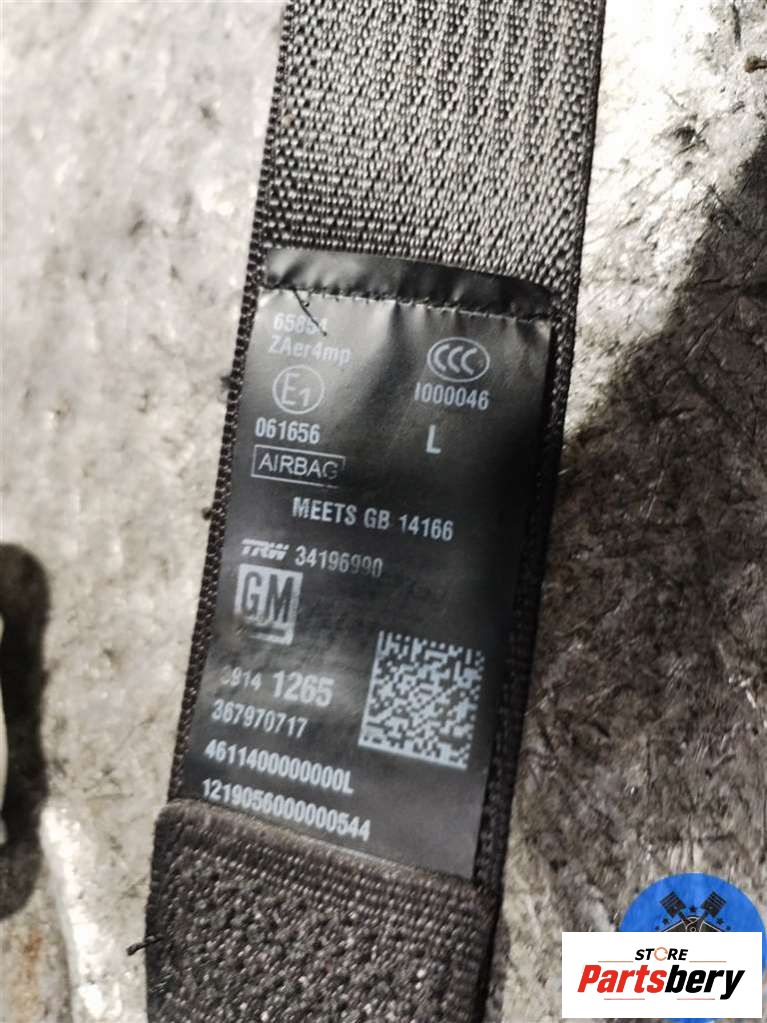 65854
ZAer4mp
CCC
E1
I000046
061656
L
AIRBAG
MEETS GB 14166
TRW 34196990
GM
3914 1265
367970717
4611400000000L
1219056000000544
STORE
Partsbery